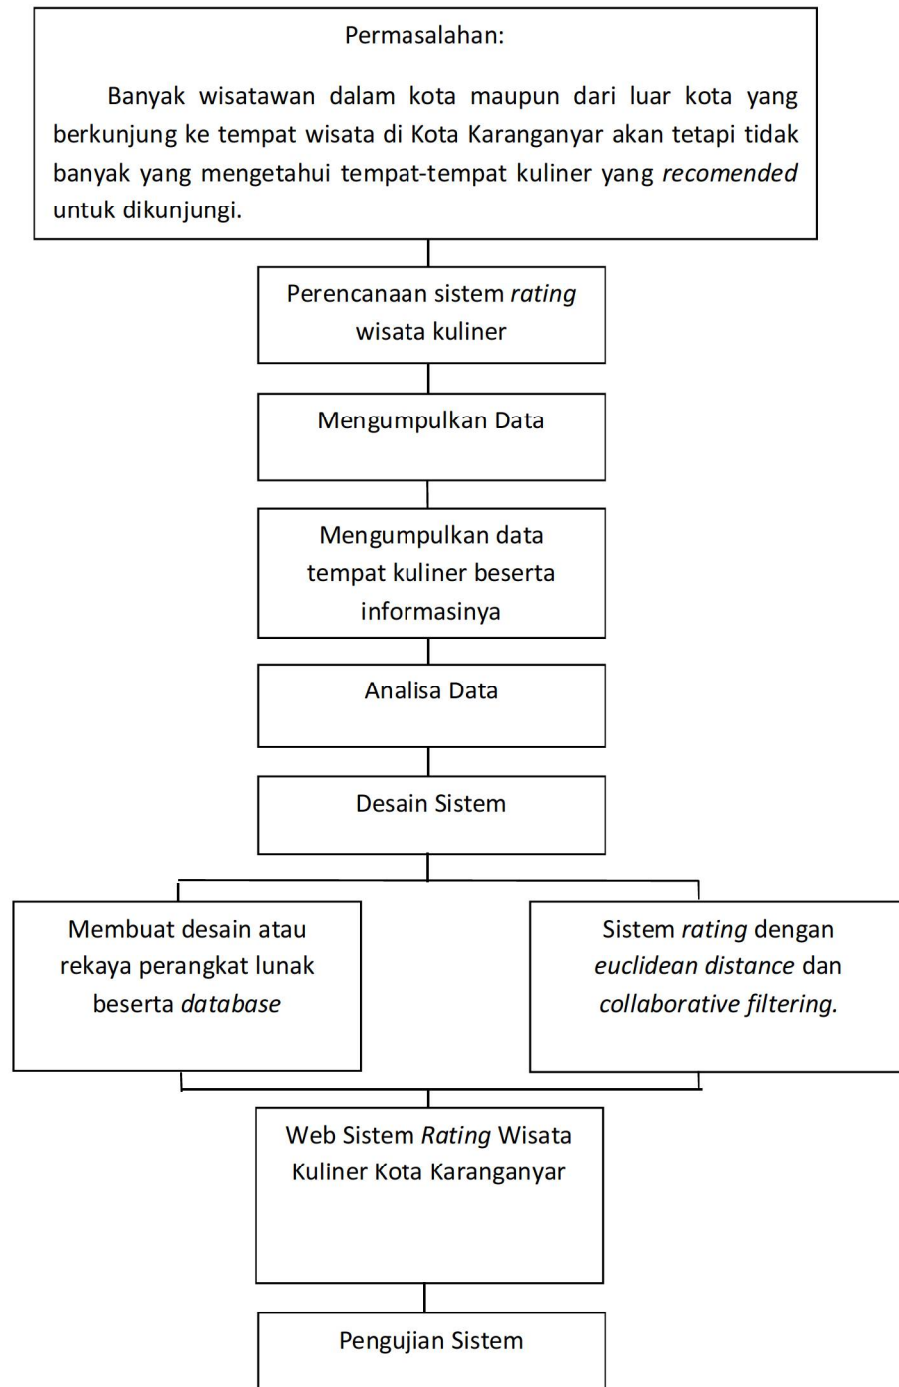 Permasalahan:
Banyak wisatawan dalam kota maupun dari luar kota yang
berkunjung ke tempat wisata di Kota Karanganyar akan tetapi tidak
banyak yang mengetahui tempat-tempat kuliner yang recomended
untuk dikunjungi.
Perencanaan sistem rating
wisata kuliner
Mengumpulkan Data
Mengumpulkan data
tempat kuliner beserta
informasinya
Analisa Data
Desain Sistem
Membuat desain atau
rekaya perangkat lunak
beserta database
Sistem rating dengan
euclidean distance dan
collaborative filtering.
Web Sistem Rating Wisata
Kuliner Kota Karanganyar
Pengujian Sistem